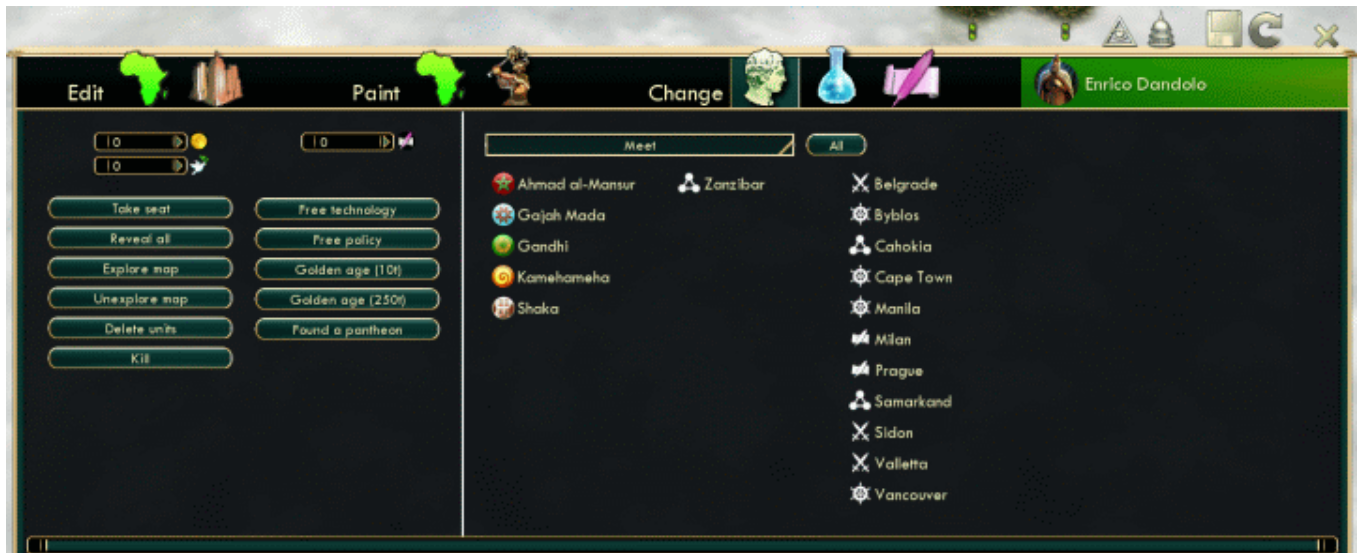 Edit Paint Change Enrico Dandolo
0 0
0
Meet All
Take seat Free technology
Reveal all Free policy
Explore map Golden age (10t)
Unexplore map Golden age (250t)
Delete units Found a pantheon
Kill
Ahmad al-Mansur Zanzibar Belgrade
Gajah Mada Byblos
Gandhi Cahokia
Kamehameha Cape Town
Shaka Manila
Milan
Prague
Samarkand
Sidon
Valletta
Vancouver